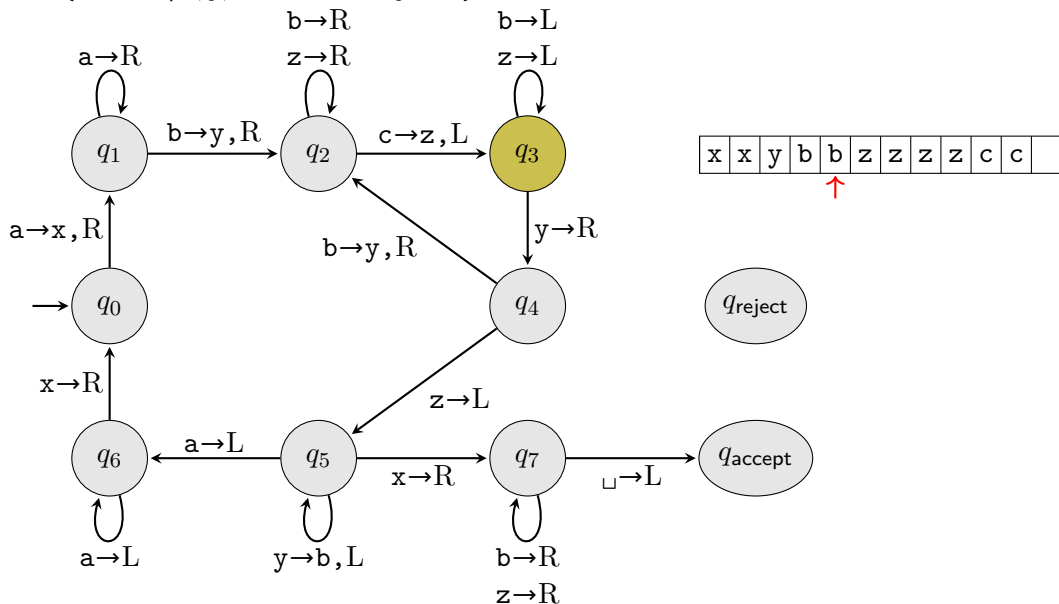 b→R
z→R
b→L
z→L
a→R
q1
b→y,R
q2
c→z,L
q3
x x y b b z z z z c c
↑
a→x,R
b→y,R
y→R
q0
q4
qreject
x→R
z→L
q6
a→L
q5
x→R
q7
␣→L
qaccept
a→L
y→b,L
b→R
z→R